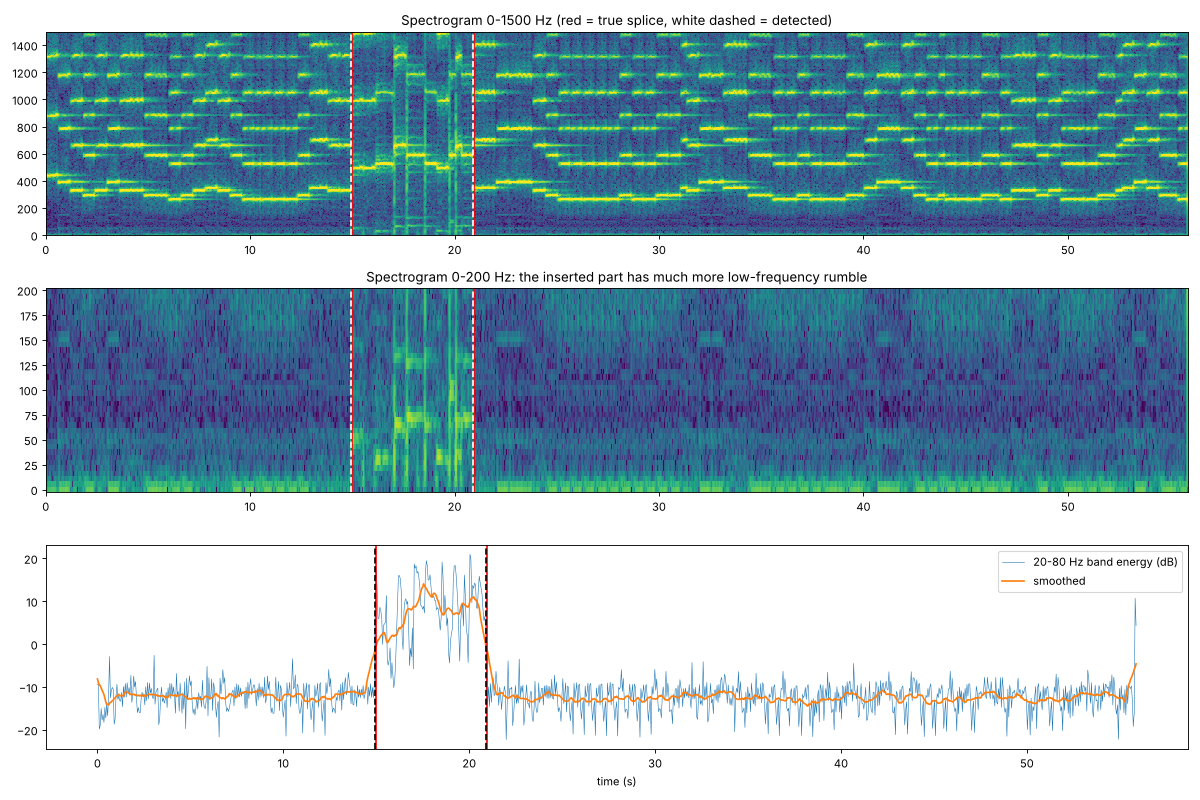 Spectrogram 0-1500 Hz (red = true splice, white dashed = detected)
1400
1200
1000
800
600
400
200
0
0 10 20 30 40 50
Spectrogram 0-200 Hz: the inserted part has much more low-frequency rumble
200
175
150
125
100
75
50
25
0
0 10 20 30 40 50
20-80 Hz band energy (dB)
smoothed
20
10
0
−10
−20
0 10 20 30 40 50
time (s)